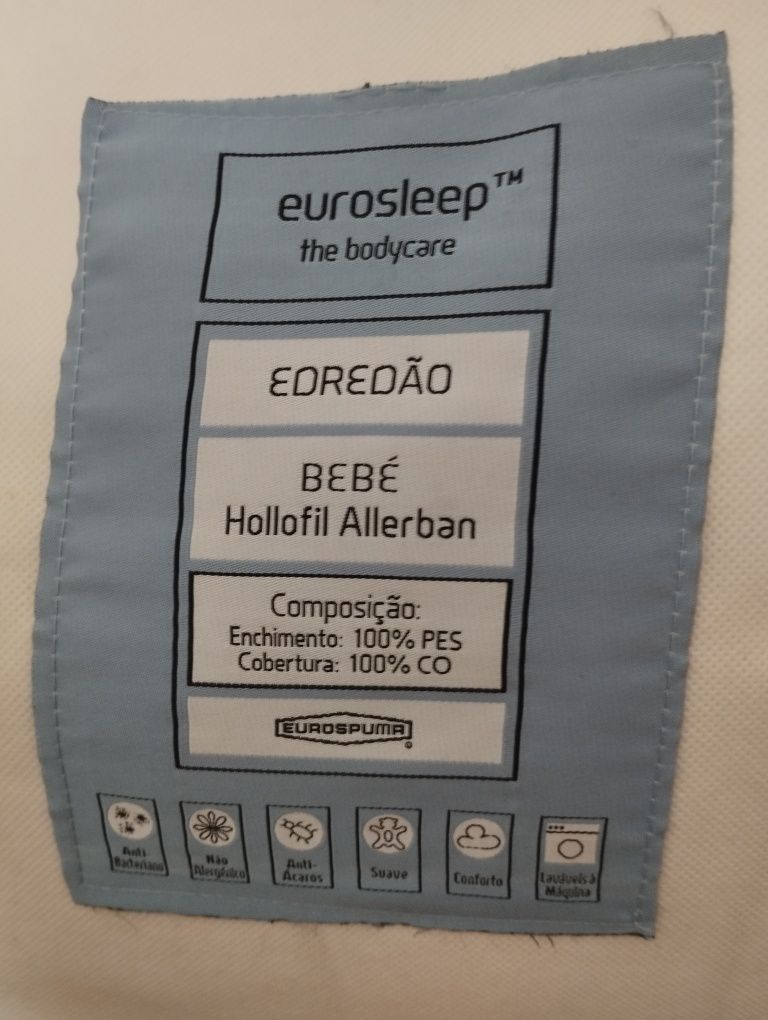 eurosleep™
the bodycare
EDREDÃO
BEBÉ
Hollofil Allerban
Composição:
Enchimento: 100% PES
Cobertura: 100% CO
EUROSPUMA®
Anti-
Bacteriano
Não
Alergénico
Anti-
Ácaros
Suave
Conforto
Laváveis à
Máquina